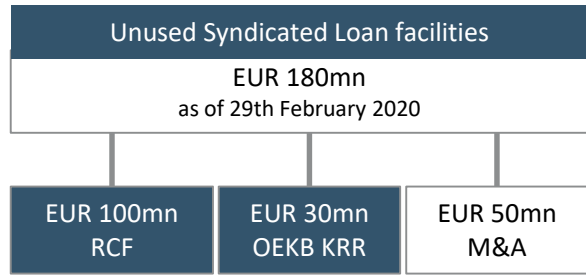 Unused Syndicated Loan facilities
EUR 180mn
as of 29th February 2020
EUR 100mn
RCF
EUR 30mn
OEKB KRR
EUR 50mn
M&A